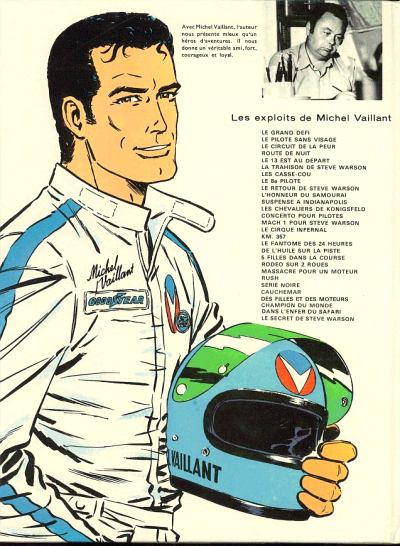 Avec Michel Vaillant, l'auteur
nous présente mieux qu'un
héros d'aventures. Il nous
donne un véritable ami, fort,
courageux et loyal.
Les exploits de Michel Vaillant
LE GRAND DEFI
LE PILOTE SANS VISAGE
LE CIRCUIT DE LA PEUR
ROUTE DE NUIT
LE 13 EST AU DEPART
LA TRAHISON DE STEVE WARSON
LES CASSE-COU
LE 8e PILOTE
LE RETOUR DE STEVE WARSON
L'HONNEUR DU SAMOURAI
SUSPENSE A INDIANAPOLIS
LES CHEVALIERS DE KONIGSFELD
CONCERTO POUR PILOTES
MACH 1 POUR STEVE WARSON
LE CIRQUE INFERNAL
KM. 357
LE FANTOME DES 24 HEURES
DE L'HUILE SUR LA PISTE
5 FILLES DANS LA COURSE
RODEO SUR 2 ROUES
MASSACRE POUR UN MOTEUR
RUSH
SERIE NOIRE
CAUCHEMAR
DES FILLES ET DES MOTEURS
CHAMPION DU MONDE
DANS L'ENFER DU SAFARI
LE SECRET DE STEVE WARSON
Michel
Vaillant
GOODYEAR
VAILLANT